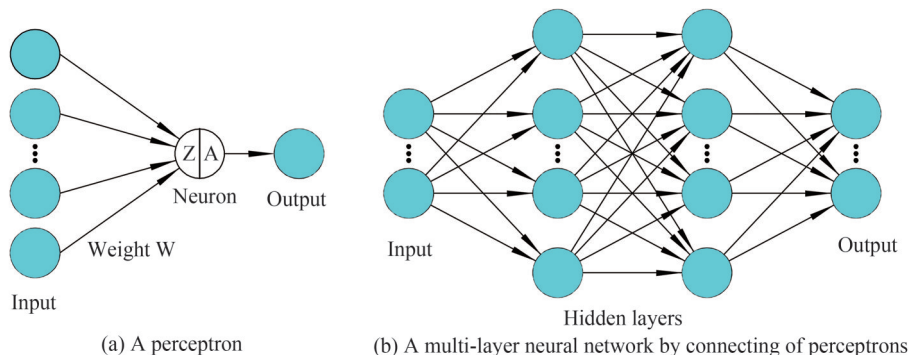 Z A
Neuron
Output
Weight W
Input
(a) A perceptron
Input
Output
Hidden layers
(b) A multi-layer neural network by connecting of perceptrons